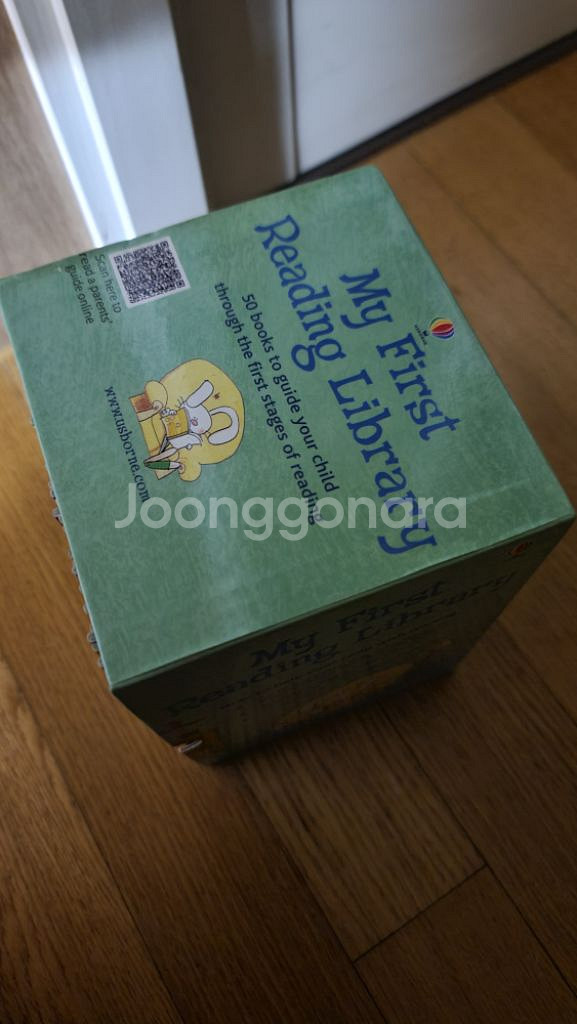 My First
Reading Library
50 books to guide your child
through the first stages of reading
Scan here to
read a parents'
guide online
www.usborne.com
Joonggonara
My First
Reading Library